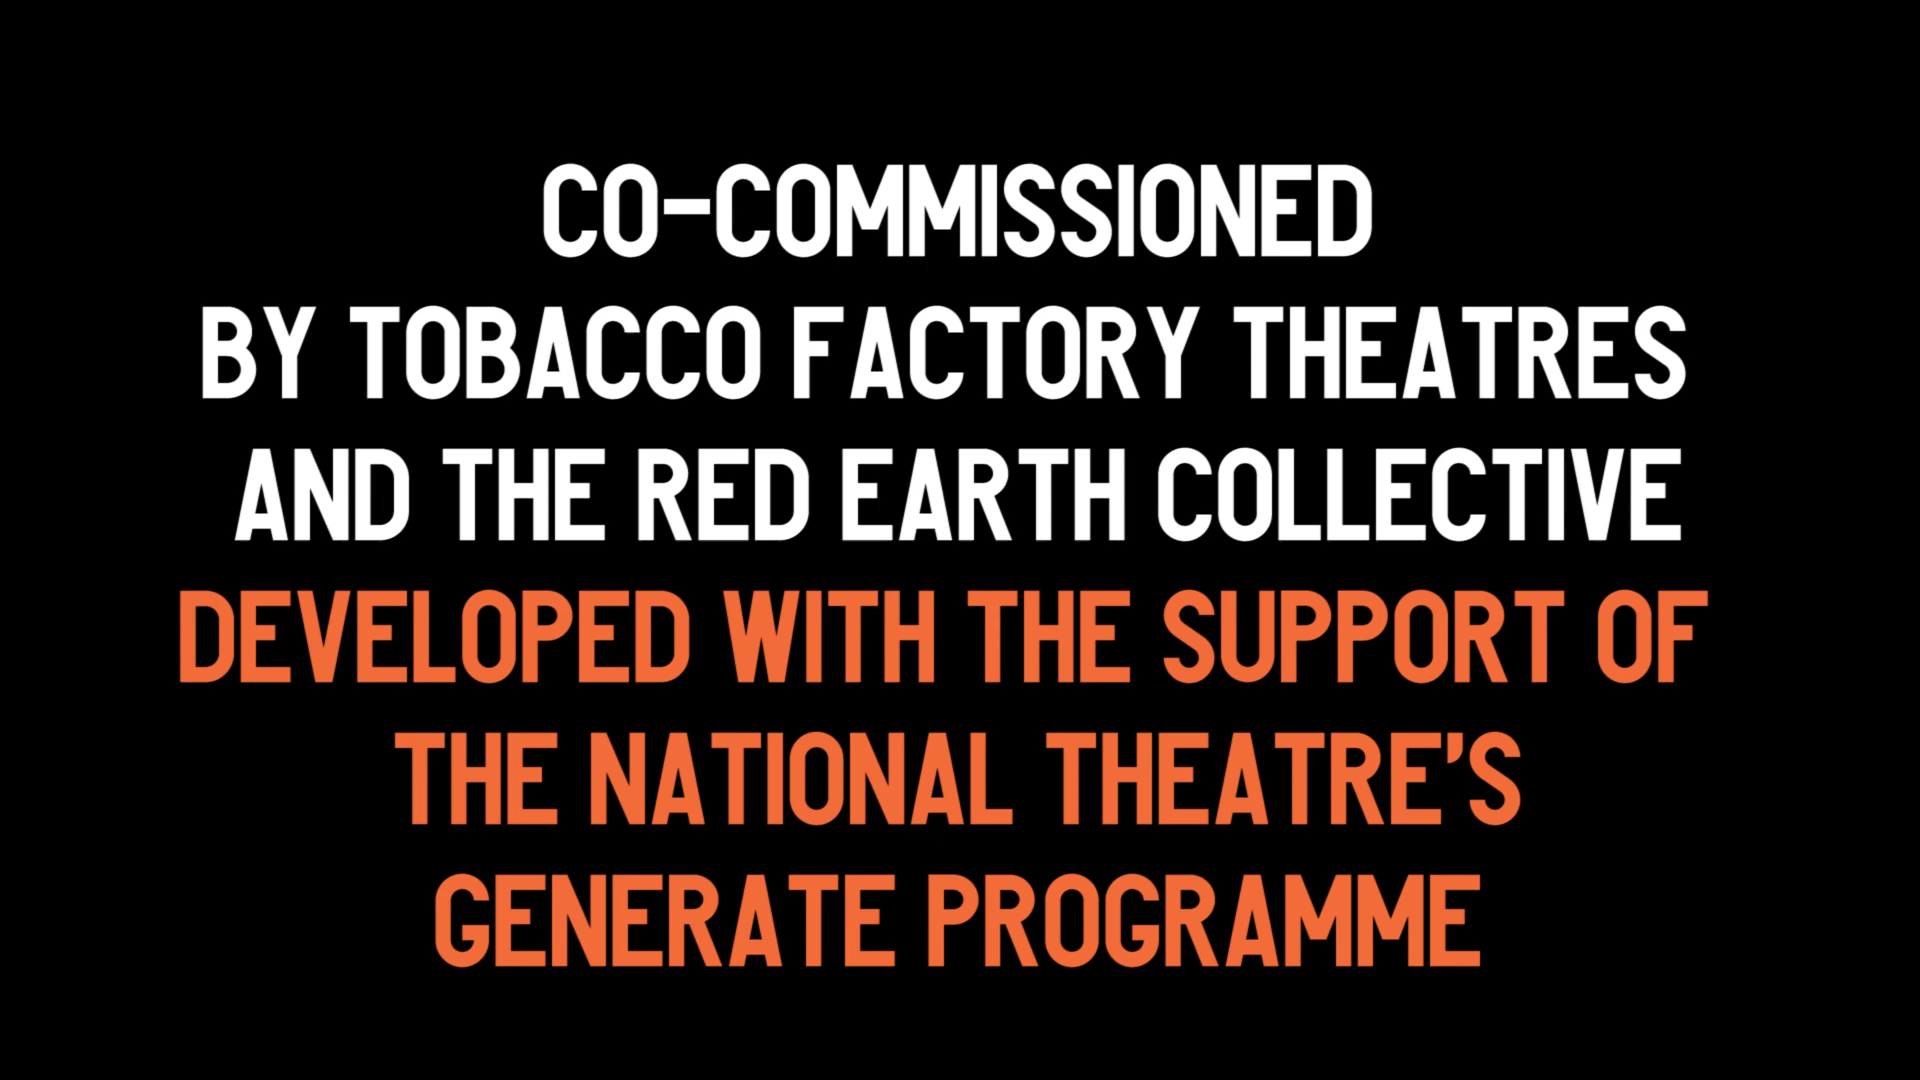 CO-COMMISSIONED
BY TOBACCO FACTORY THEATRES
AND THE RED EARTH COLLECTIVE
DEVELOPED WITH THE SUPPORT OF
THE NATIONAL THEATRE’S
GENERATE PROGRAMME